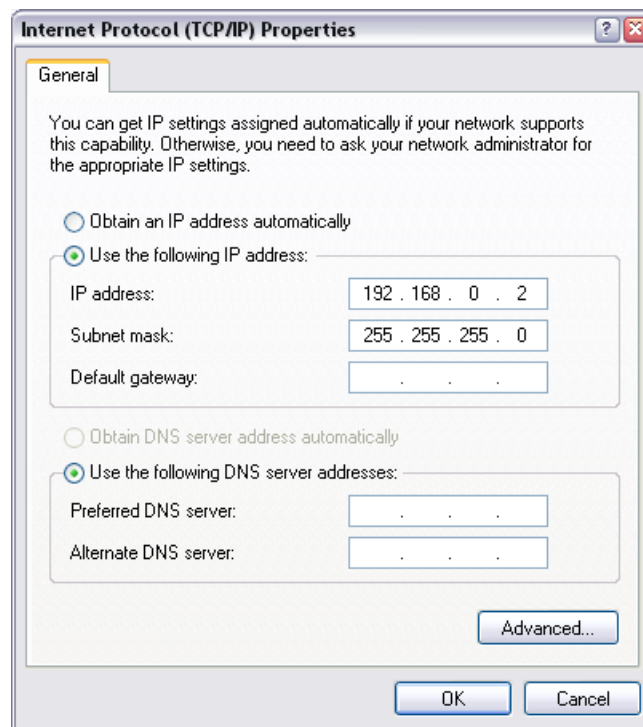 Internet Protocol (TCP/IP) Properties
General
You can get IP settings assigned automatically if your network supports
this capability. Otherwise, you need to ask your network administrator for
the appropriate IP settings.
Obtain an IP address automatically
Use the following IP address:
IP address: 192 . 168 . 0 . 2
Subnet mask: 255 . 255 . 255 . 0
Default gateway: . . .
Obtain DNS server address automatically
Use the following DNS server addresses:
Preferred DNS server: . . .
Alternate DNS server: . . .
Advanced...
OK Cancel